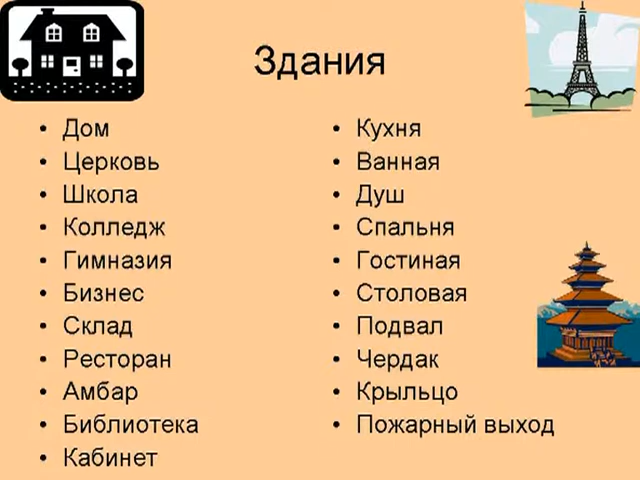 Здания
• Дом
• Церковь
• Школа
• Колледж
• Гимназия
• Бизнес
• Склад
• Ресторан
• Амбар
• Библиотека
• Кабинет
• Кухня
• Ванная
• Душ
• Спальня
• Гостиная
• Столовая
• Подвал
• Чердак
• Крыльцо
• Пожарный выход